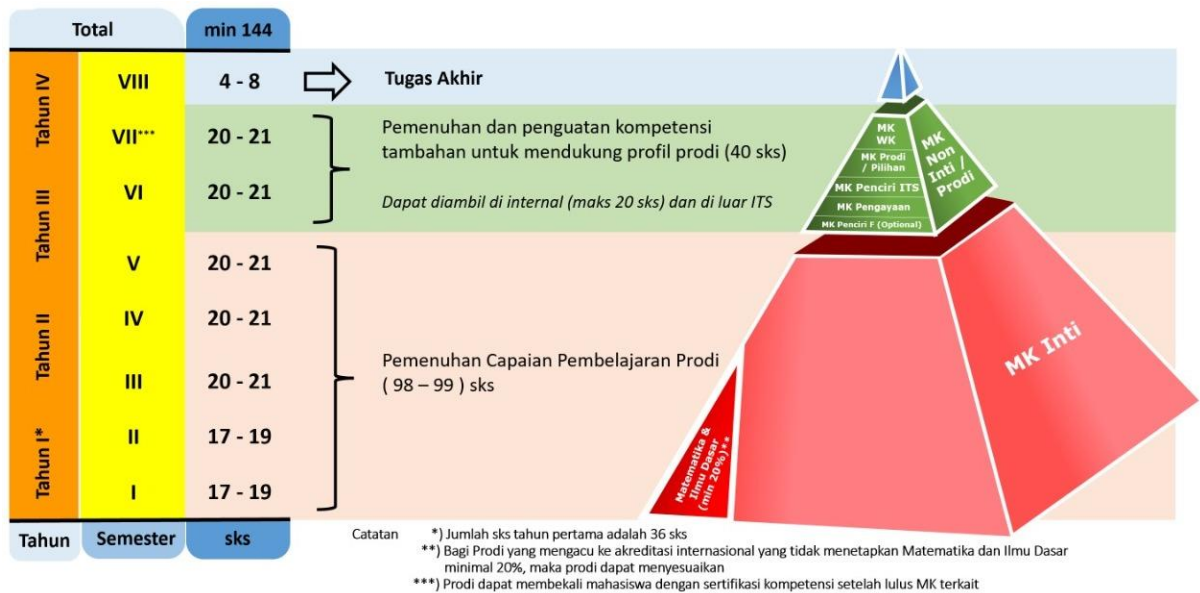 Total min 144
Tahun IV
VIII 4 - 8
Tugas Akhir
VII*** 20 - 21
Pemenuhan dan penguatan kompetensi
tambahan untuk mendukung profil prodi (40 sks)
Tahun III
VI 20 - 21
Dapat diambil di internal (maks 20 sks) dan di luar ITS
V 20 - 21
Tahun II
IV 20 - 21
Pemenuhan Capaian Pembelajaran Prodi
( 98 – 99 ) sks
III 20 - 21
Tahun I*
II 17 - 19
I 17 - 19
Tahun Semester sks
MK
WK
MK Prodi
/ Pilihan
MK Penciri ITS
MK Pengayaan
MK Penciri F (Optional)
MK
Non
Inti /
Prodi
MK Inti
Matematika &
Ilmu Dasar
(min 20%)**
Catatan *) Jumlah sks tahun pertama adalah 36 sks
**) Bagi Prodi yang mengacu ke akreditasi internasional yang tidak menetapkan Matematika dan Ilmu Dasar
minimal 20%, maka prodi dapat menyesuaikan
***) Prodi dapat membekali mahasiswa dengan sertifikasi kompetensi setelah lulus MK terkait